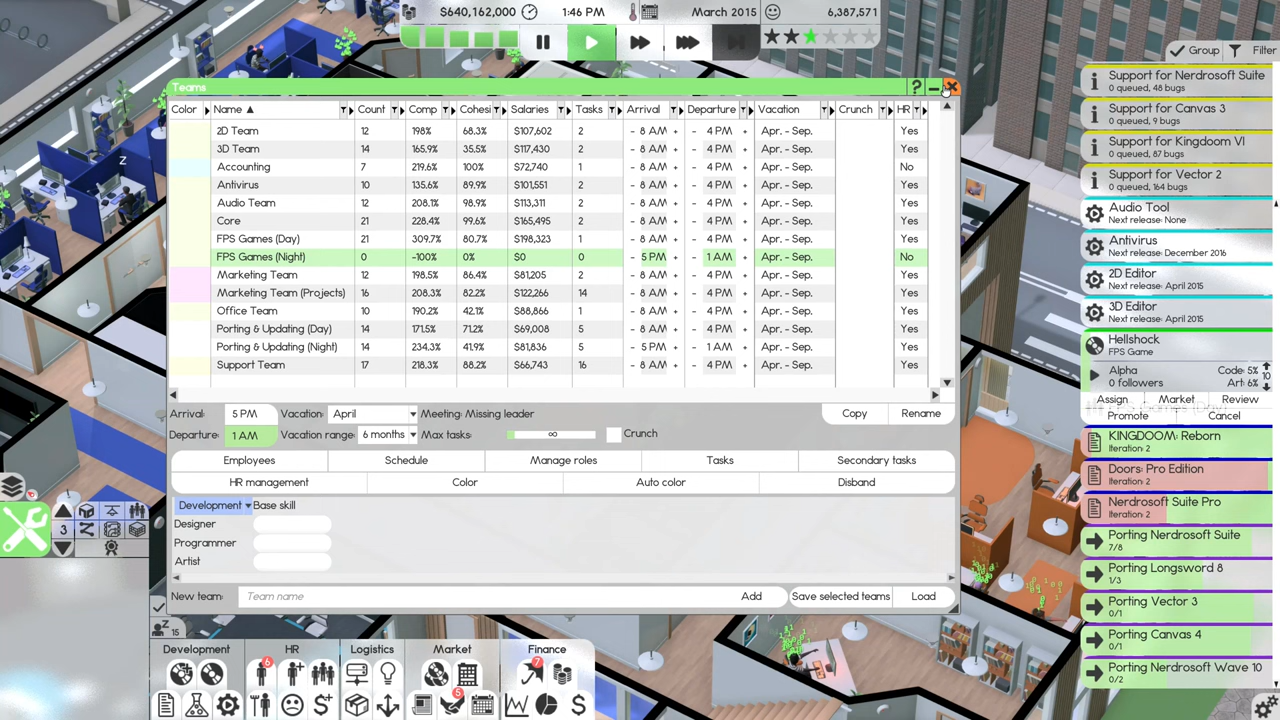 $640,162,000 1:46 PM March 2015 6,387,571
Group Filter
Teams ?
Color Name Count Comp Cohesi Salaries Tasks Arrival Departure Vacation Crunch HR
2D Team 12 198% 68.3% $107,602 2 - 8 AM + - 4 PM + Apr. - Sep. Yes
3D Team 14 165.9% 35.5% $117,430 2 - 8 AM + - 4 PM + Apr. - Sep. Yes
Accounting 7 219.6% 100% $72,740 1 - 8 AM + - 4 PM + Apr. - Sep. No
Antivirus 10 135.6% 89.9% $101,551 2 - 8 AM + - 4 PM + Apr. - Sep. Yes
Audio Team 12 208.1% 98.9% $113,311 2 - 8 AM + - 4 PM + Apr. - Sep. Yes
Core 21 228.4% 99.6% $165,495 2 - 8 AM + - 4 PM + Apr. - Sep. Yes
FPS Games (Day) 21 309.7% 80.7% $198,323 1 - 8 AM + - 4 PM + Apr. - Sep. Yes
FPS Games (Night) 0 -100% 0% $0 0 - 5 PM + - 1 AM + Apr. - Sep. No
Marketing Team 12 198.5% 86.4% $81,205 2 - 8 AM + - 4 PM + Apr. - Sep. Yes
Marketing Team (Projects) 16 208.3% 82.2% $122,266 14 - 8 AM + - 4 PM + Apr. - Sep. Yes
Office Team 10 190.2% 42.1% $88,866 1 - 8 AM + - 4 PM + Apr. - Sep. Yes
Porting & Updating (Day) 14 171.5% 71.2% $69,008 5 - 8 AM + - 4 PM + Apr. - Sep. Yes
Porting & Updating (Night) 14 234.3% 41.9% $81,836 5 - 5 PM + - 1 AM + Apr. - Sep. Yes
Support Team 17 218.3% 88.2% $66,743 16 - 8 AM + - 4 PM + Apr. - Sep. Yes
Arrival: 5 PM Vacation: April Meeting: Missing leader Copy Rename
Departure: 1 AM Vacation range: 6 months Max tasks: ∞ Crunch
Employees Schedule Manage roles Tasks Secondary tasks
HR management Color Auto color Disband
Development Base skill
Designer
Programmer
Artist
New team: Team name Add Save selected teams Load
Support for Nerdrosoft Suite
0 queued, 48 bugs
Support for Canvas 3
0 queued, 9 bugs
Support for Kingdoom VI
0 queued, 87 bugs
Support for Vector 2
0 queued, 164 bugs
Audio Tool
Next release: None
Antivirus
Next release: December 2016
2D Editor
Next release: April 2015
3D Editor
Next release: April 2015
Hellshock
FPS Game
Alpha Code: 5%
0 followers Art: 6%
10
Assign Market Review
Promote Cancel
KINGDOOM: Reborn
Iteration: 2
Doors: Pro Edition
Iteration: 2
Nerdrosoft Suite Pro
Iteration: 2
Porting Nerdrosoft Suite
7/8
Porting Longsword 8
1/3
Porting Vector 3
0/1
Porting Canvas 4
0/1
Porting Nerdrosoft Wave 10
0/2
Z
3
Z 15
Development HR Logistics Market Finance
6 7
5